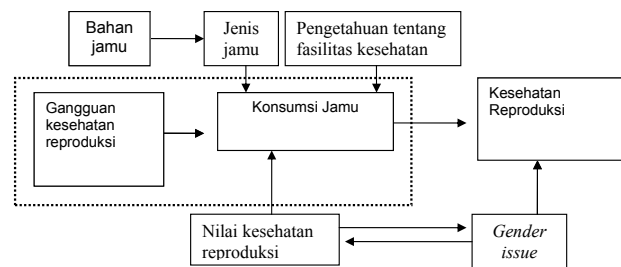 Bahan
jamu
Jenis
jamu
Pengetahuan tentang
fasilitas kesehatan
Gangguan
kesehatan
reproduksi
Konsumsi Jamu
Kesehatan
Reproduksi
Nilai kesehatan
reproduksi
Gender
issue